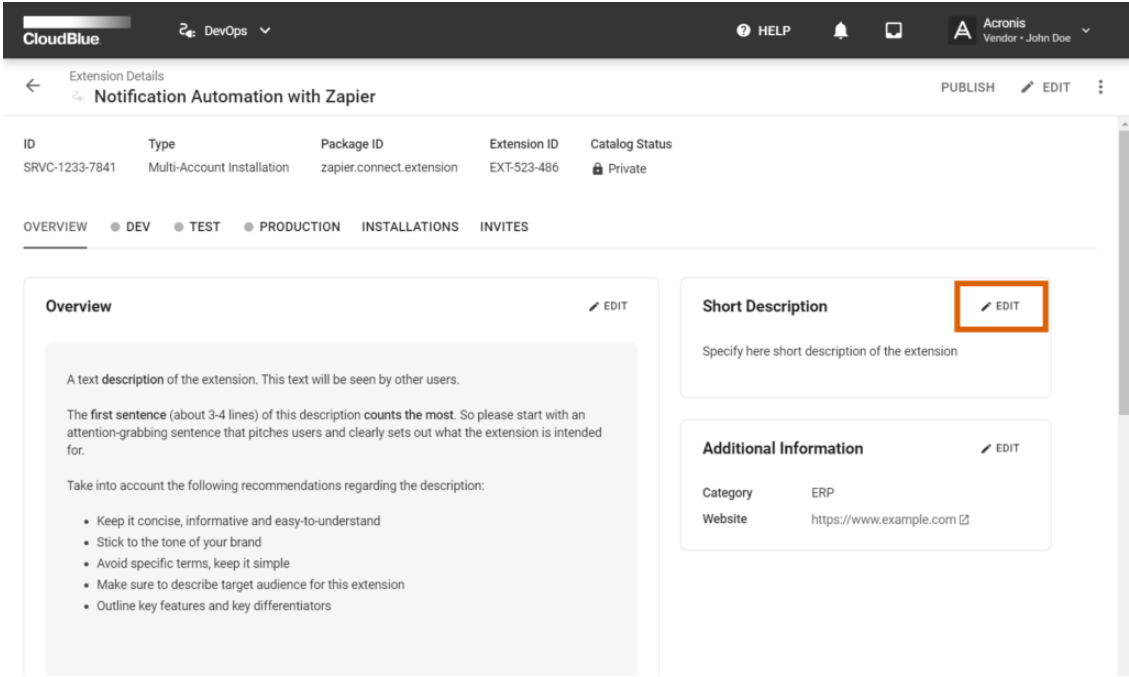 CloudBlue
DevOps
HELP
Acronis
Vendor • John Doe
Extension Details
Notification Automation with Zapier
PUBLISH
EDIT
ID
Type
Package ID
Extension ID
Catalog Status
SRVC-1233-7841
Multi-Account Installation
zapier.connect.extension
EXT-523-486
Private
OVERVIEW
DEV
TEST
PRODUCTION
INSTALLATIONS
INVITES
Overview
EDIT
A text description of the extension. This text will be seen by other users.
The first sentence (about 3-4 lines) of this description counts the most. So please start with an
attention-grabbing sentence that pitches users and clearly sets out what the extension is intended
for.
Take into account the following recommendations regarding the description:
• Keep it concise, informative and easy-to-understand
• Stick to the tone of your brand
• Avoid specific terms, keep it simple
• Make sure to describe target audience for this extension
• Outline key features and key differentiators
Short Description
EDIT
Specify here short description of the extension
Additional Information
EDIT
Category ERP
Website https://www.example.com